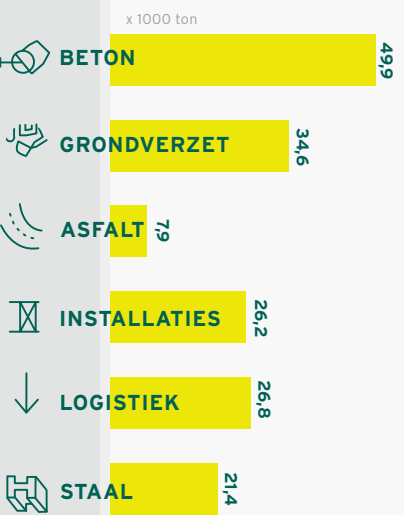 x 1000 ton
BETON
49,9
GRONDVERZET
34,6
ASFALT
7,9
INSTALLATIES
26,2
LOGISTIEK
26,8
STAAL
21,4